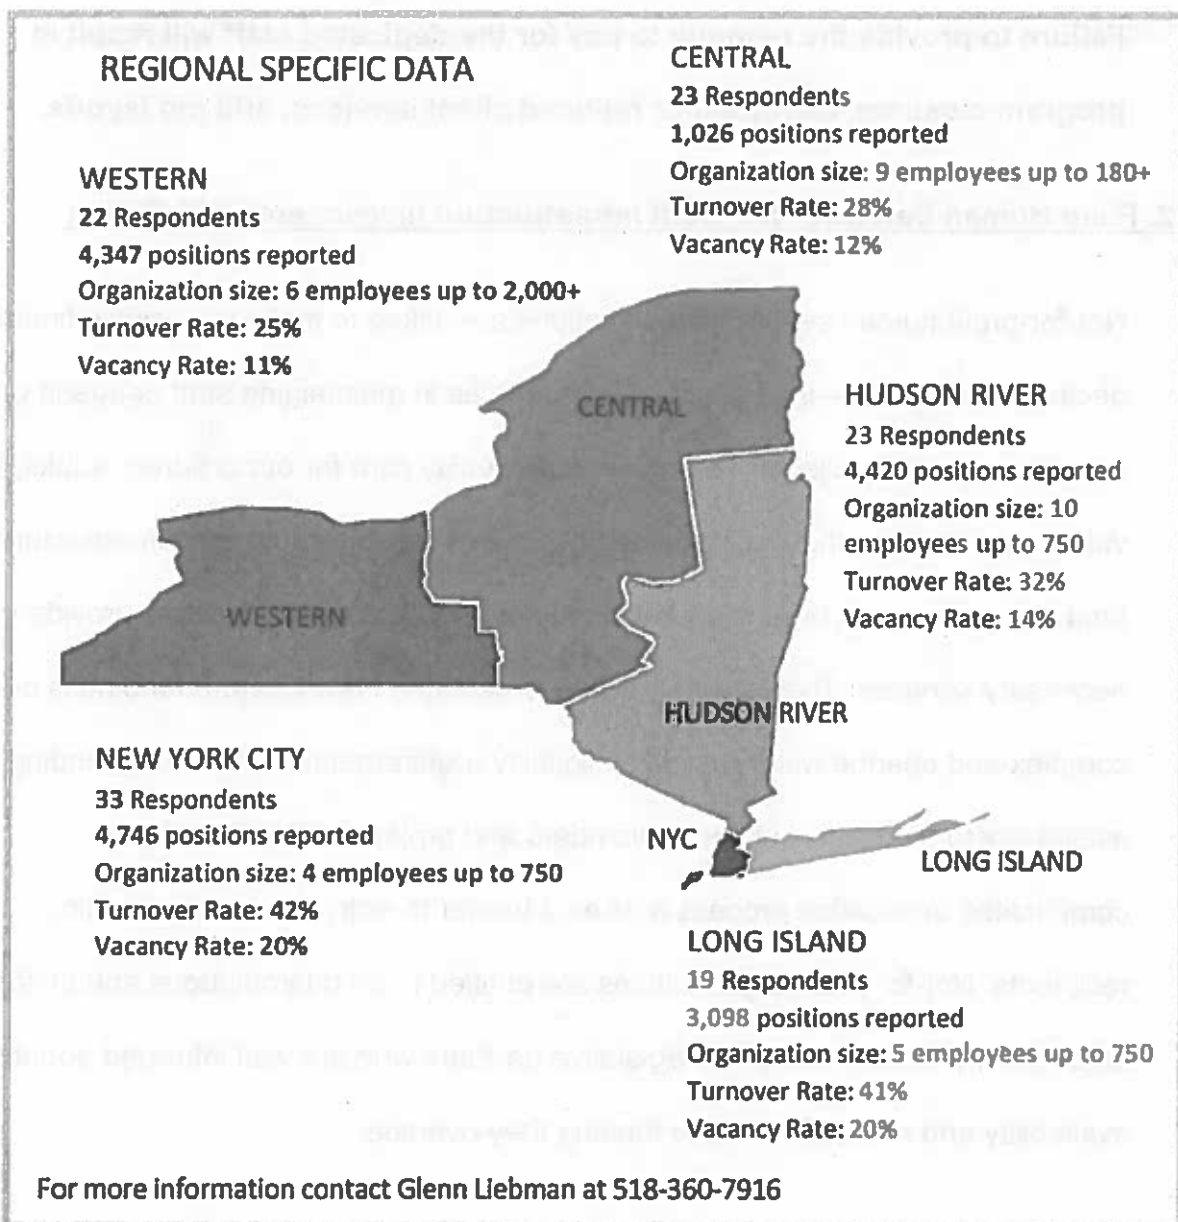 REGIONAL SPECIFIC DATA
CENTRAL
23 Respondents
1,026 positions reported
Organization size: 9 employees up to 180+
Turnover Rate: 28%
Vacancy Rate: 12%
WESTERN
22 Respondents
4,347 positions reported
Organization size: 6 employees up to 2,000+
Turnover Rate: 25%
Vacancy Rate: 11%
HUDSON RIVER
23 Respondents
4,420 positions reported
Organization size: 10
employees up to 750
Turnover Rate: 32%
Vacancy Rate: 14%
CENTRAL
WESTERN
HUDSON RIVER
NYC
LONG ISLAND
NEW YORK CITY
33 Respondents
4,746 positions reported
Organization size: 4 employees up to 750
Turnover Rate: 42%
Vacancy Rate: 20%
LONG ISLAND
19 Respondents
3,098 positions reported
Organization size: 5 employees up to 750
Turnover Rate: 41%
Vacancy Rate: 20%
For more information contact Glenn Liebman at 518-360-7916